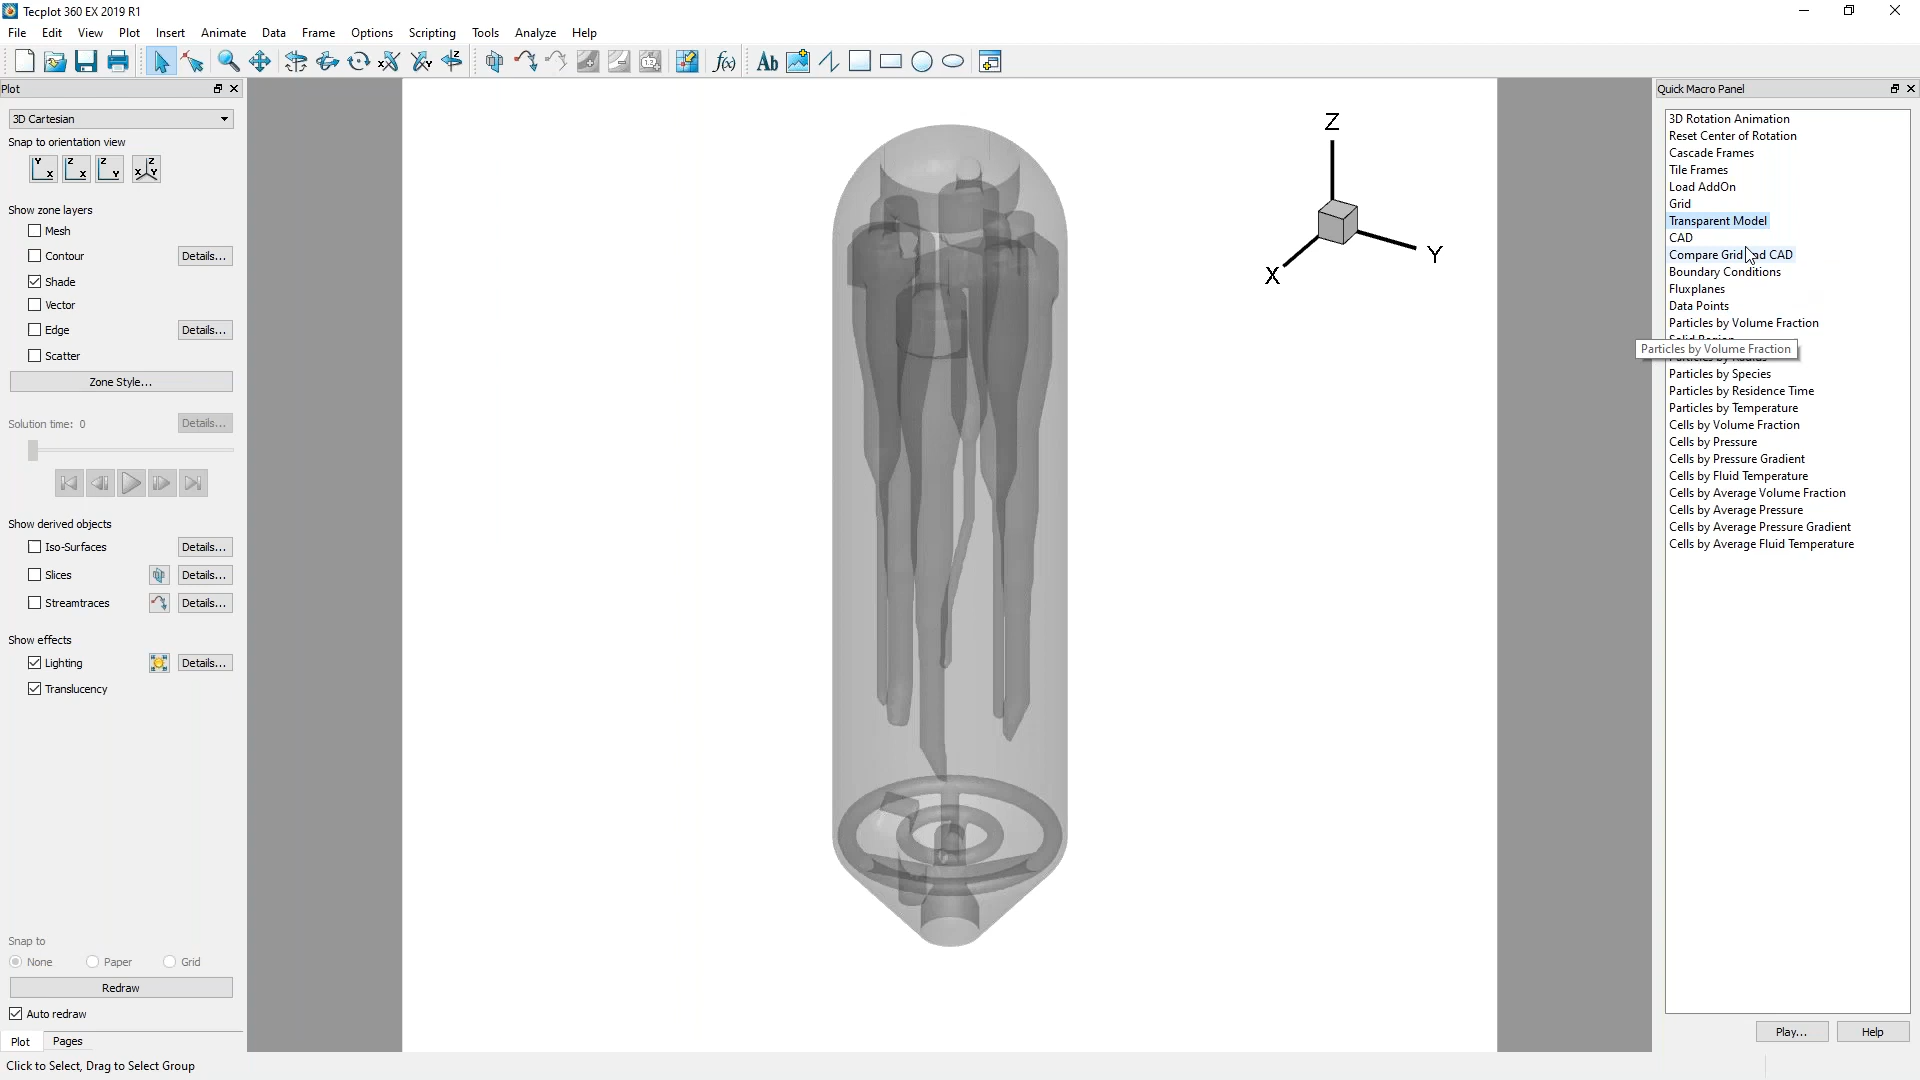 Tecplot 360 EX 2019 R1
File Edit View Plot Insert Animate Data Frame Options Scripting Tools Analyze Help
Plot
3D Cartesian
Snap to orientation view
Show zone layers
Mesh
Contour Details...
Shade
Vector
Edge Details...
Scatter
Zone Style...
Solution time: 0 Details...
Show derived objects
Iso-Surfaces Details...
Slices Details...
Streamtraces Details...
Show effects
Lighting Details...
Translucency
Snap to
None Paper Grid
Redraw
Auto redraw
Plot Pages
Click to Select, Drag to Select Group
Z
Y
X
Quick Macro Panel
3D Rotation Animation
Reset Center of Rotation
Cascade Frames
Tile Frames
Load AddOn
Grid
Transparent Model
CAD
Compare Grid CAD
Boundary Conditions
Fluxplanes
Data Points
Particles by Volume Fraction
Particles by Volume Fraction
Particles by Species
Particles by Residence Time
Particles by Temperature
Cells by Volume Fraction
Cells by Pressure
Cells by Pressure Gradient
Cells by Fluid Temperature
Cells by Average Volume Fraction
Cells by Average Pressure
Cells by Average Pressure Gradient
Cells by Average Fluid Temperature
Play... Help